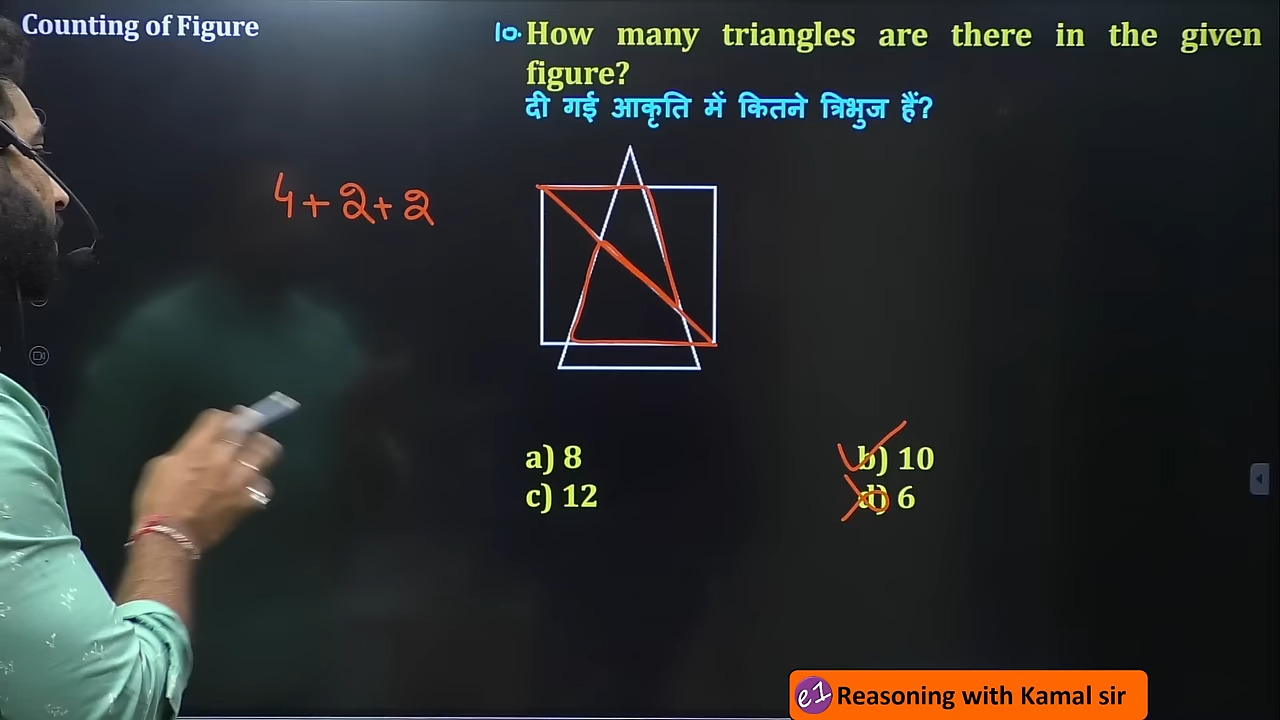 Counting of Figure
10. How many triangles are there in the given
figure?
दी गई आकृति में कितने त्रिभुज हैं?
4+2+2
a) 8
b) 10
c) 12
d) 6
e1 Reasoning with Kamal sir